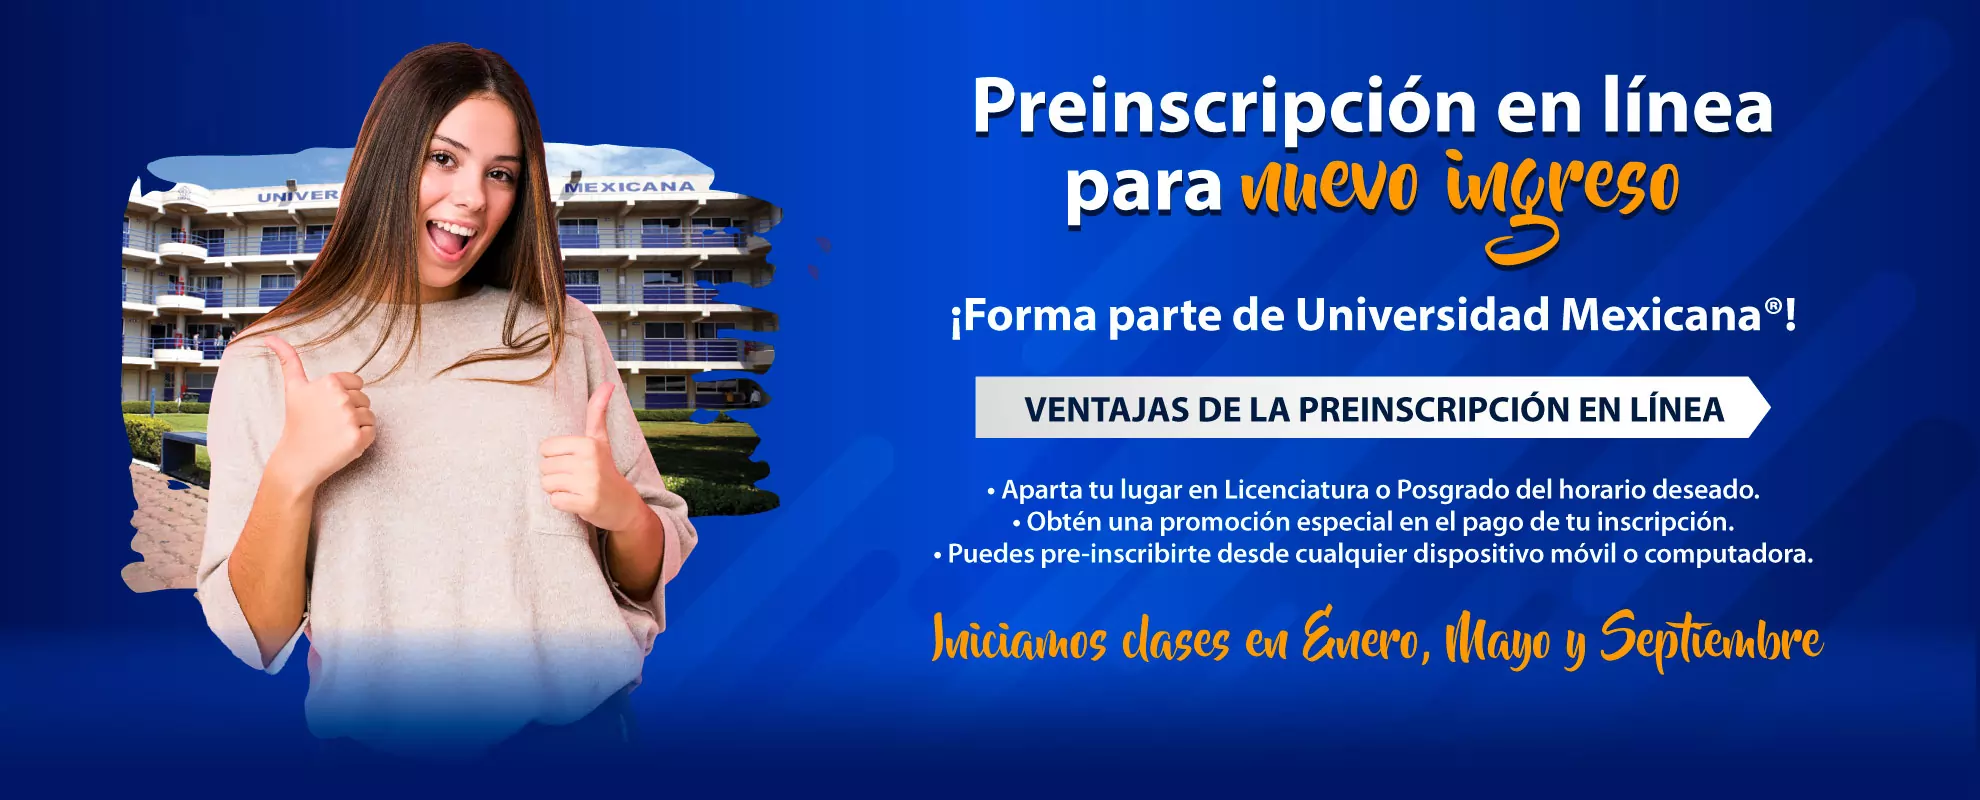 UNIVER MEXICANA
Preinscripción en línea
para nuevo ingreso
¡Forma parte de Universidad Mexicana®!
VENTAJAS DE LA PREINSCRIPCIÓN EN LÍNEA
• Aparta tu lugar en Licenciatura o Posgrado del horario deseado.
• Obtén una promoción especial en el pago de tu inscripción.
• Puedes pre-inscribirte desde cualquier dispositivo móvil o computadora.
Iniciamos clases en Enero, Mayo y Septiembre